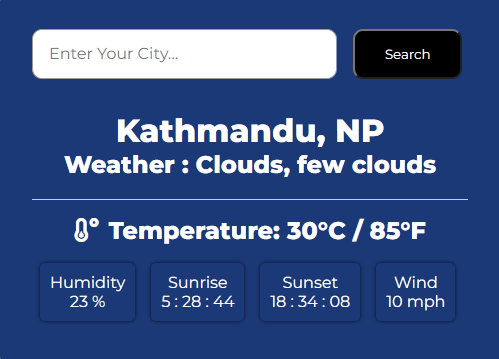 Enter Your City...
Search
Kathmandu, NP
Weather : Clouds, few clouds
Temperature: 30°C / 85°F
Humidity
23 %
Sunrise
5 : 28 : 44
Sunset
18 : 34 : 08
Wind
10 mph